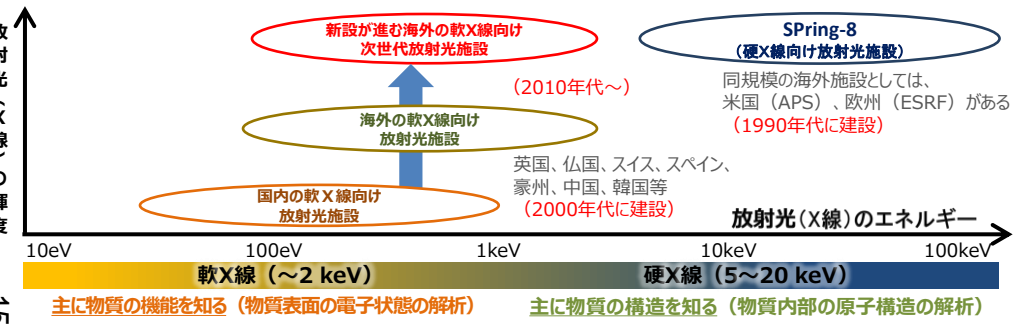 放射光(X線)の輝度
新設が進む海外の軟X線向け
次世代放射光施設
SPring-8
(硬X線向け放射光施設)
(2010年代~)
同規模の海外施設としては、
米国(APS)、欧州(ESRF)がある
(1990年代に建設)
海外の軟X線向け
放射光施設
英国、仏国、スイス、スペイン、
豪州、中国、韓国等
(2000年代に建設)
国内の軟X線向け
放射光施設
放射光(X線)のエネルギー
10eV 100eV 1keV 10keV 100keV
軟X線(~2 keV) 硬X線(5~20 keV)
主に物質の機能を知る(物質表面の電子状態の解析) 主に物質の構造を知る(物質内部の原子構造の解析)